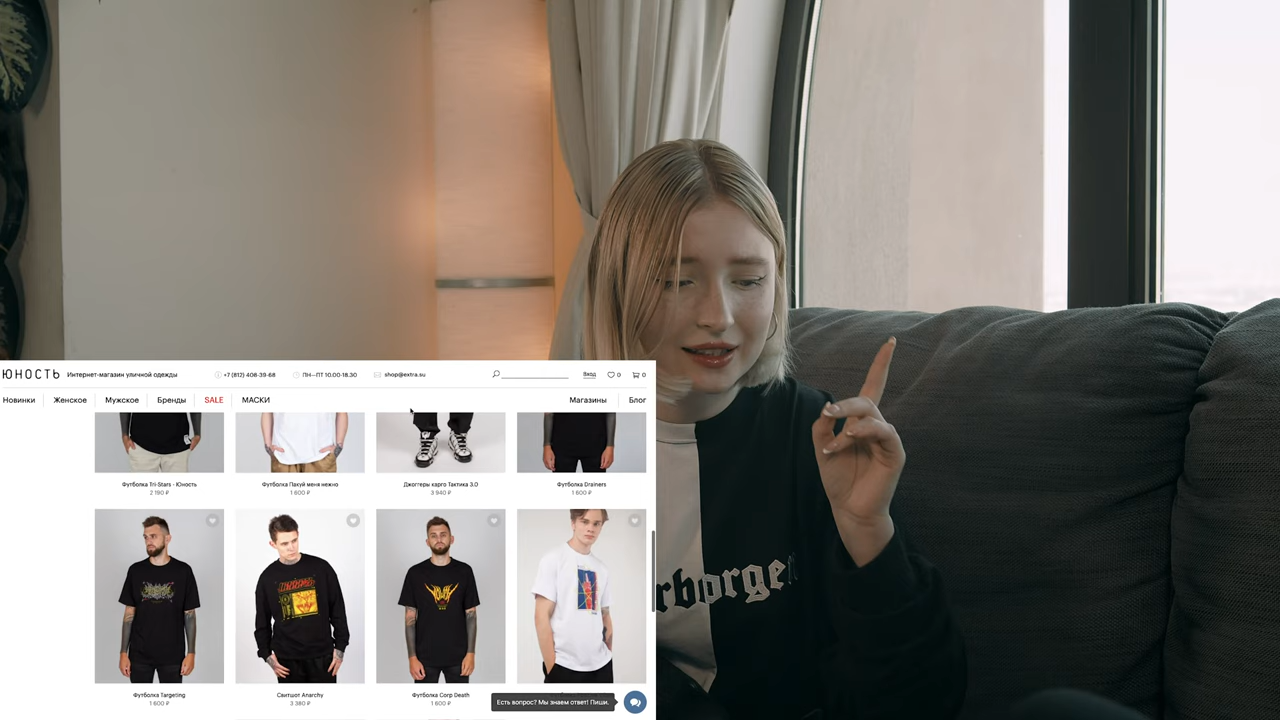 ЮНОСТЬ Интернет-магазин уличной одежды +7 (812) 408-39-68 ПН—ПТ 10.00-18.30 shop@extra.su Вход 0 0
Новинки Женское Мужское Бренды SALE МАСКИ Магазины Блог
Футболка Tri-Stars - Юность Футболка Пакуй меня нежно Джоггеры карго Тактика 3.0 Футболка Drainers
2 190 ₽ 1 600 ₽ 3 940 ₽ 1 600 ₽
Футболка Targeting Свитшот Anarchy Футболка Corp Death
1 600 ₽ 3 380 ₽ 1 600 ₽
Есть вопрос? Мы знаем ответ! Пиши.